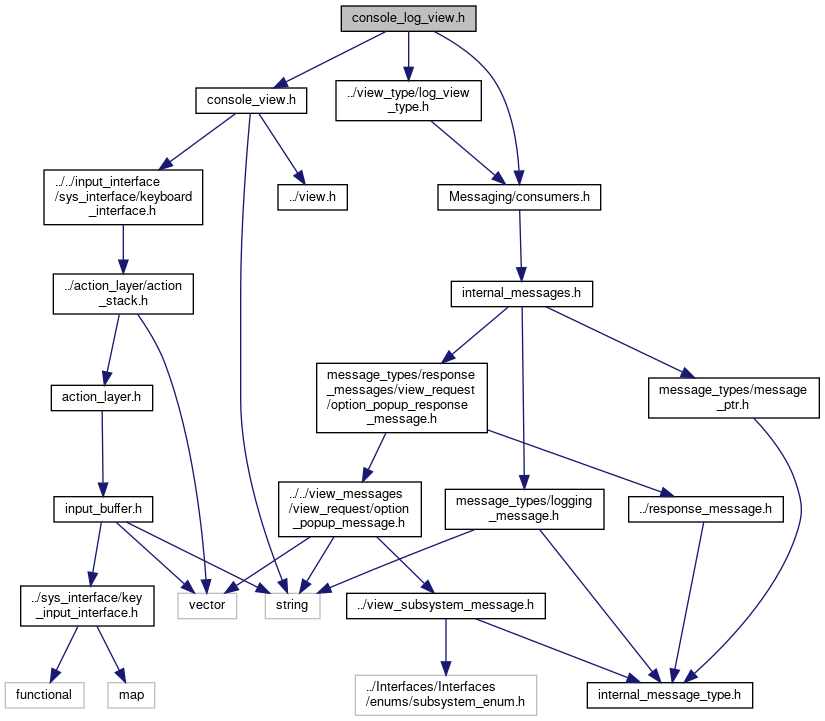 console_log_view.h
console_view.h
../view_type/log_view
_type.h
../../input_interface
/sys_interface/keyboard
_interface.h
../view.h
Messaging/consumers.h
../action_layer/action
_stack.h
internal_messages.h
message_types/response
_messages/view_request
/option_popup_response
_message.h
message_types/message
_ptr.h
action_layer.h
../../view_messages
/view_request/option
_popup_message.h
message_types/logging
_message.h
../response_message.h
input_buffer.h
../sys_interface/key
_input_interface.h
vector
string
../view_subsystem_message.h
functional
map
../Interfaces/Interfaces
/enums/subsystem_enum.h
internal_message_type.h